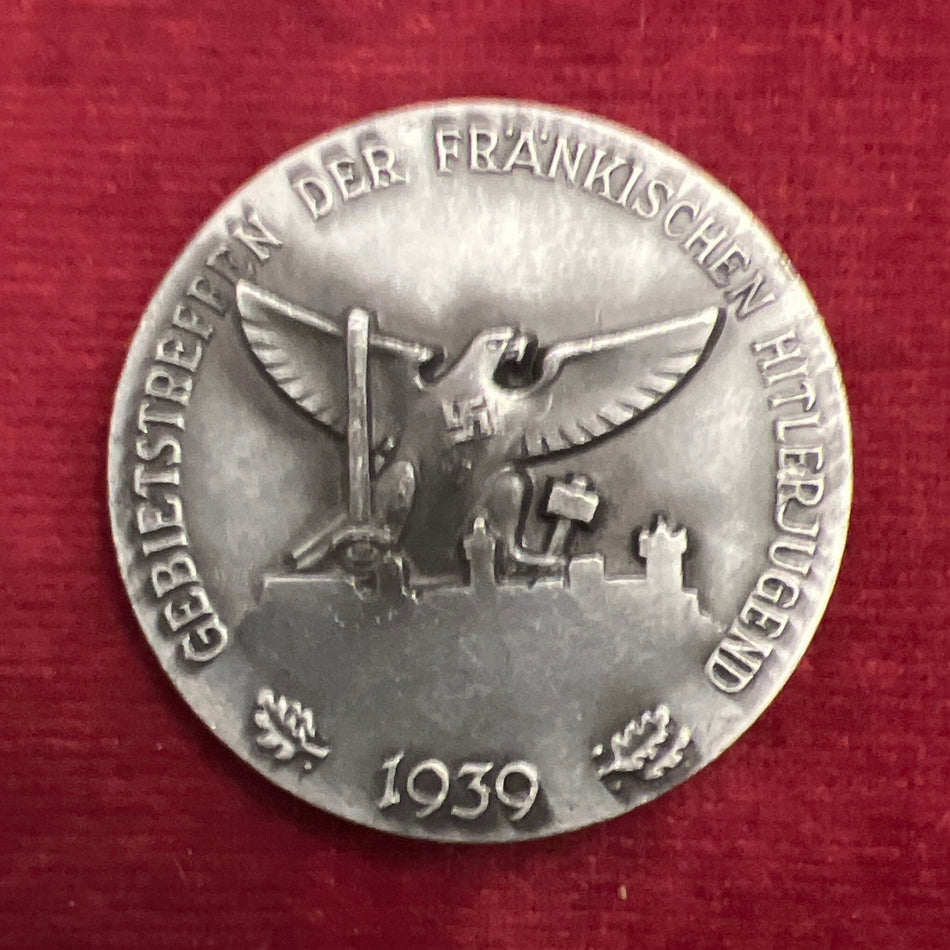 GEBIETSTREFFEN DER FRÄNKISCHEN HITLERJUGEND
1939